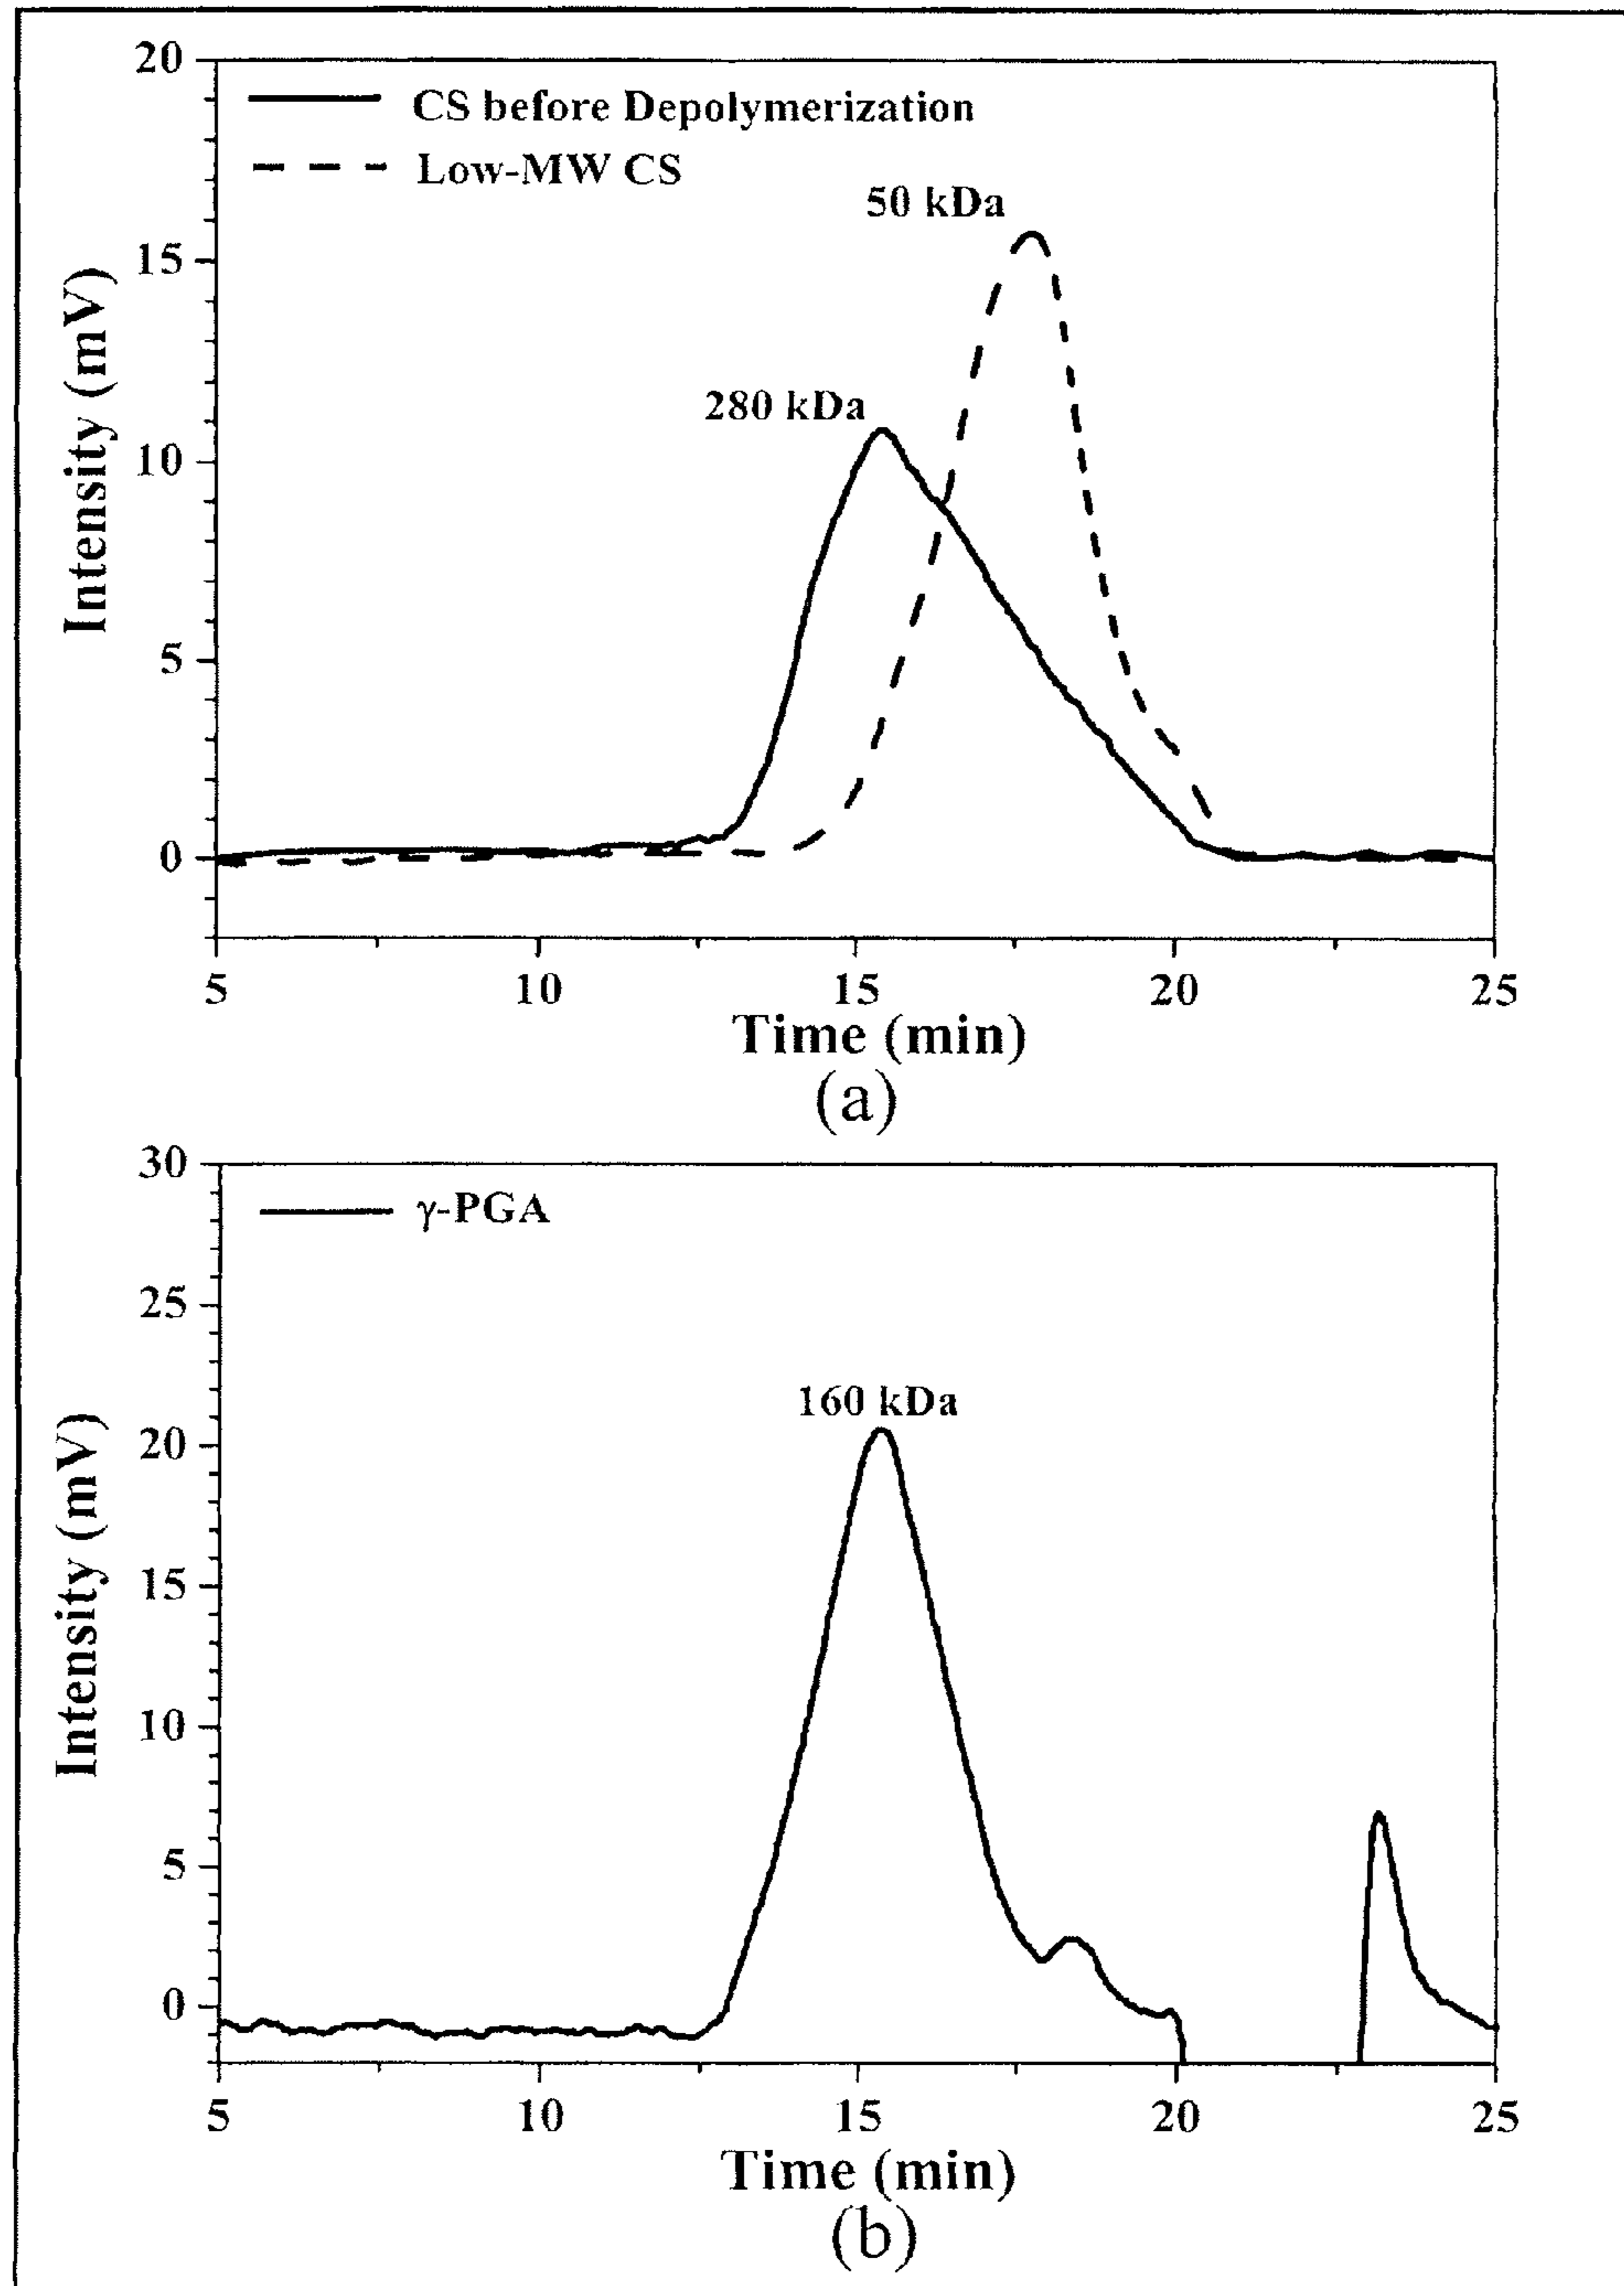 20
CS before Depolymerization
Low-MW CS
50 kDa
15
280 kDa
10
5
0
Intensity (mV)
5 10 15 20 25
Time (min)
(a)
30
γ-PGA
25
160 kDa
20
15
10
5
0
Intensity (mV)
5 10 15 20 25
Time (min)
(b)